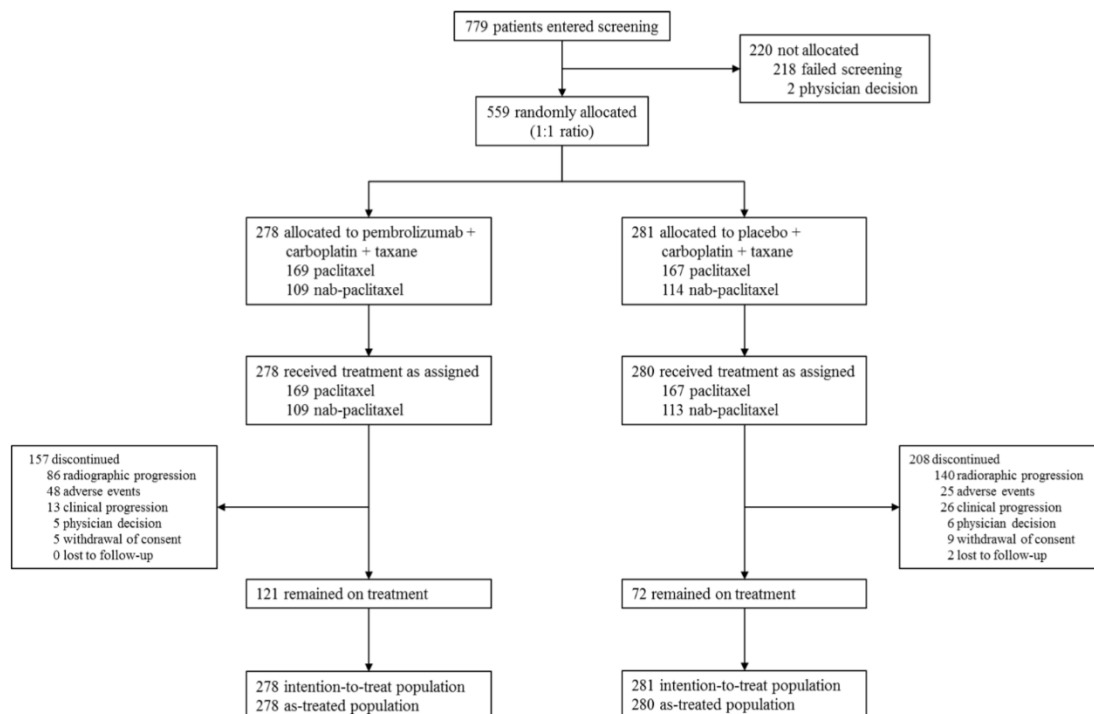 779 patients entered screening
220 not allocated
218 failed screening
2 physician decision
559 randomly allocated
(1:1 ratio)
278 allocated to pembrolizumab +
carboplatin + taxane
169 paclitaxel
109 nab-paclitaxel
281 allocated to placebo +
carboplatin + taxane
167 paclitaxel
114 nab-paclitaxel
278 received treatment as assigned
169 paclitaxel
109 nab-paclitaxel
280 received treatment as assigned
167 paclitaxel
113 nab-paclitaxel
157 discontinued
86 radiographic progression
48 adverse events
13 clinical progression
5 physician decision
5 withdrawal of consent
0 lost to follow-up
208 discontinued
140 radioraphic progression
25 adverse events
26 clinical progression
6 physician decision
9 withdrawal of consent
2 lost to follow-up
121 remained on treatment
72 remained on treatment
278 intention-to-treat population
278 as-treated population
281 intention-to-treat population
280 as-treated population